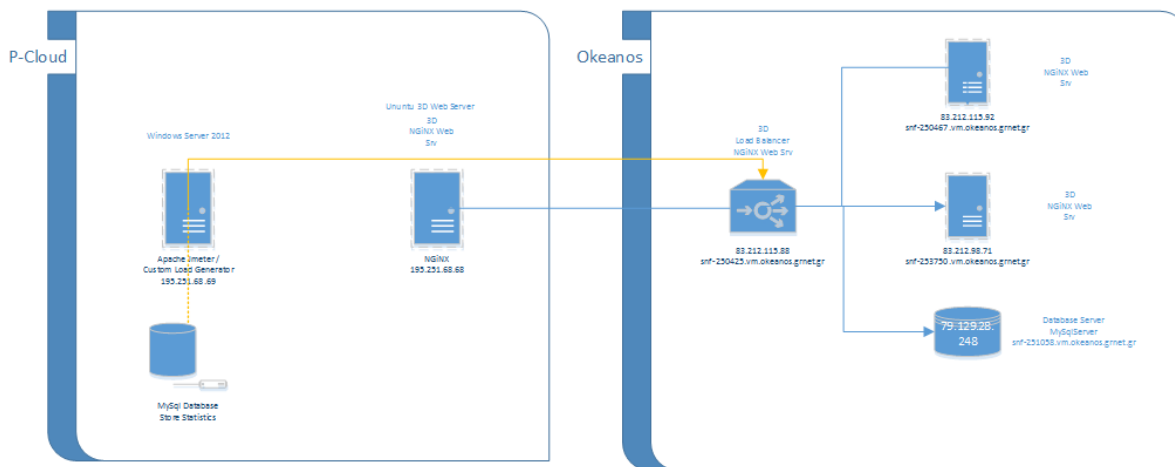 P-Cloud
Windows Server 2012
Ununtu 3D Web Server
3D
NGiNX Web
Srv
Apache Jmeter /
Custom Load Generator
195.251.68.69
NGiNX
195.251.68.68
MySql Database
Store Statistics
Okeanos
3D
Load Balancer
NGiNX Web Srv
83.212.115.88
snf-250425.vm.okeanos.grnet.gr
3D
NGiNX Web
Srv
83.212.115.92
snf-250467.vm.okeanos.grnet.gr
3D
NGiNX Web
Srv
83.212.98.71
snf-253750.vm.okeanos.grnet.gr
79.129.28.
248
Database Server
MySqlServer
snf-251058.vm.okeanos.grnet.gr